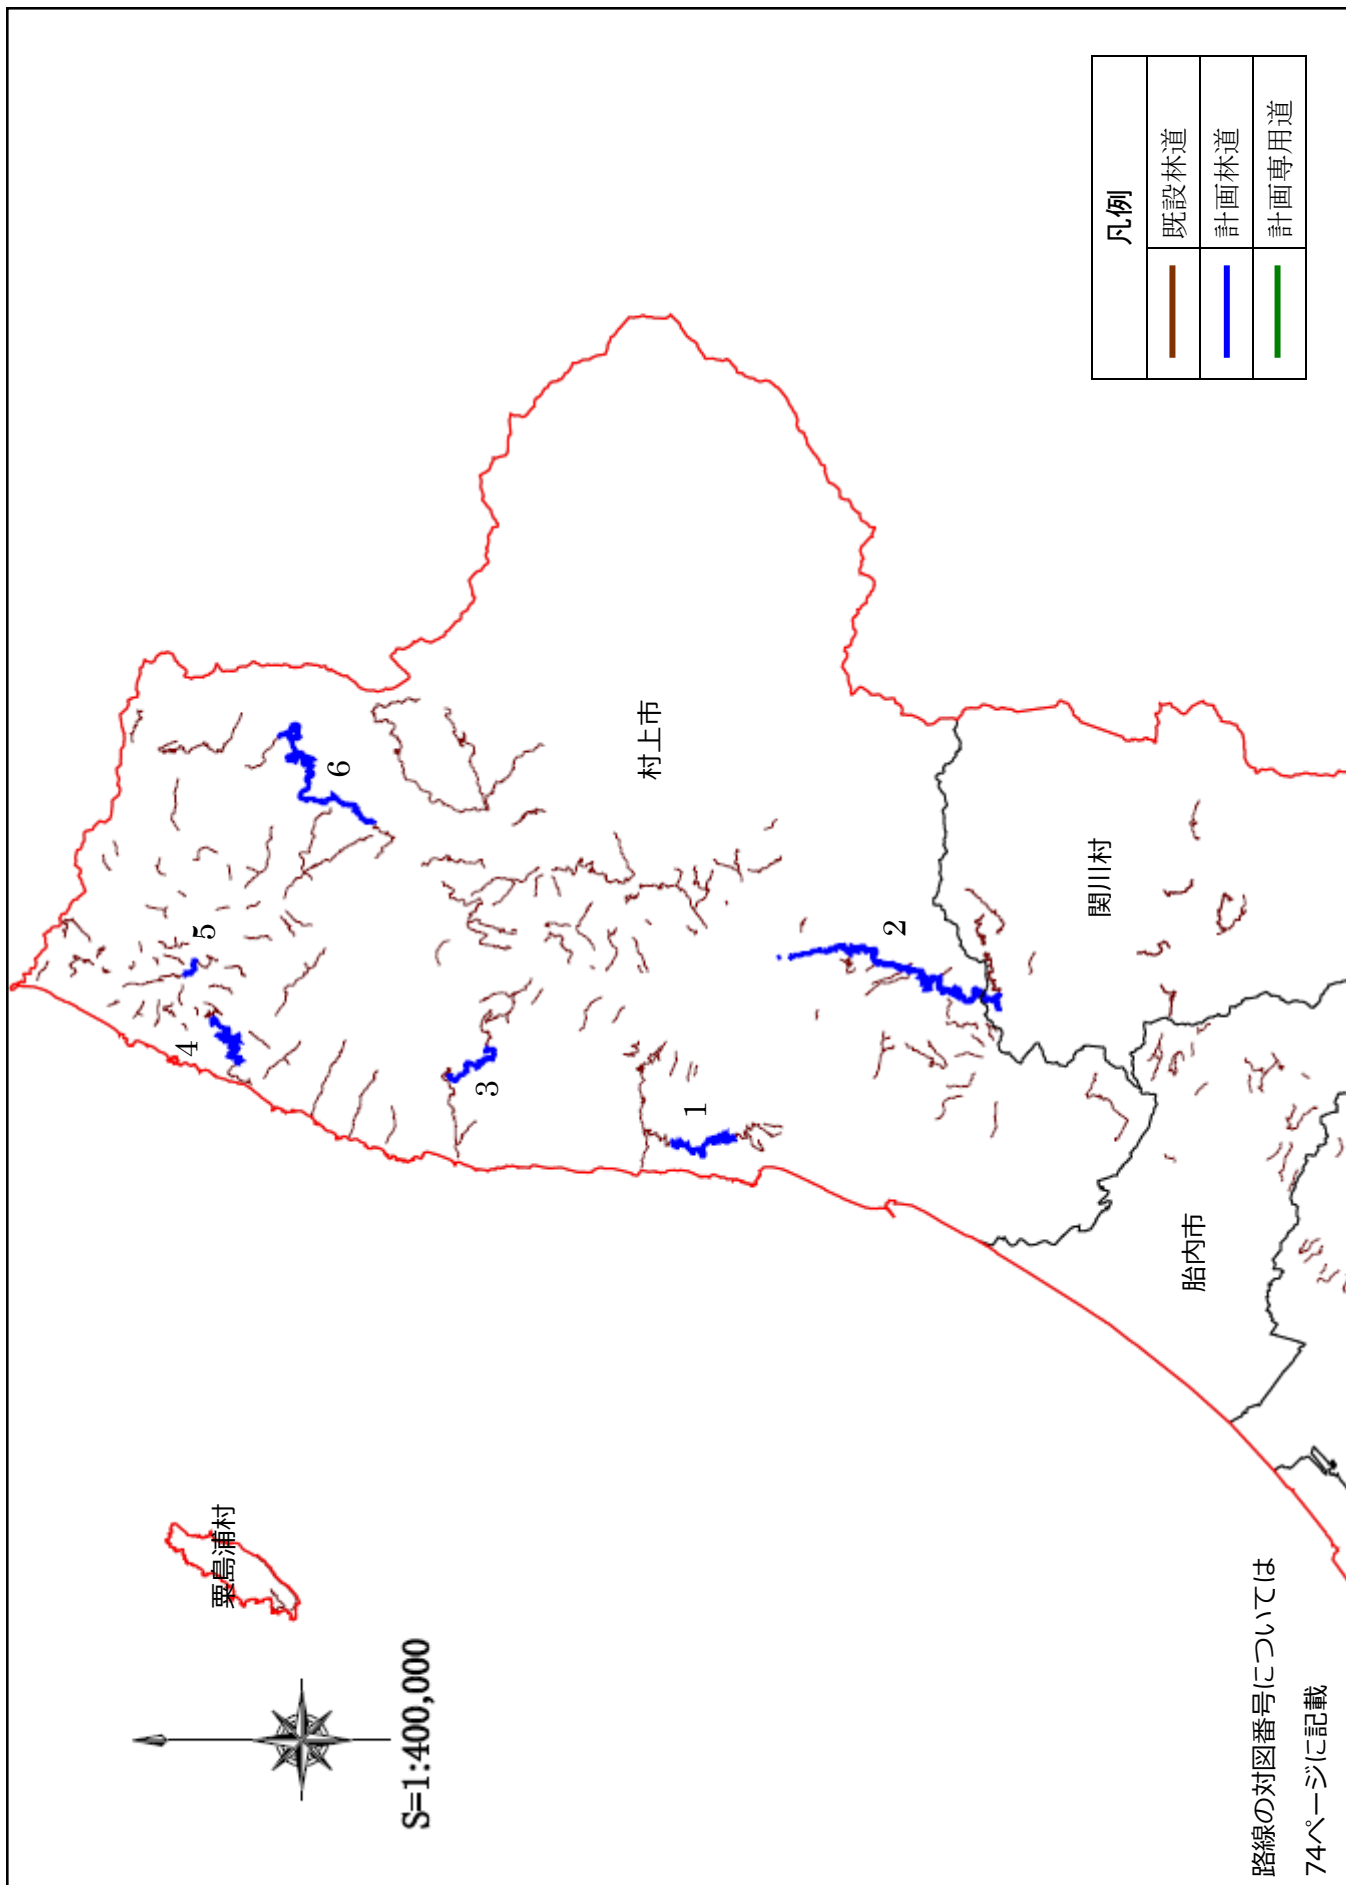 凡例
既設林道
計画林道
計画専用道
村上市
関川村
胎内市
粟島浦村
1
2
3
4
5
6
S=1:400,000
路線の対図番号については
74ページに記載